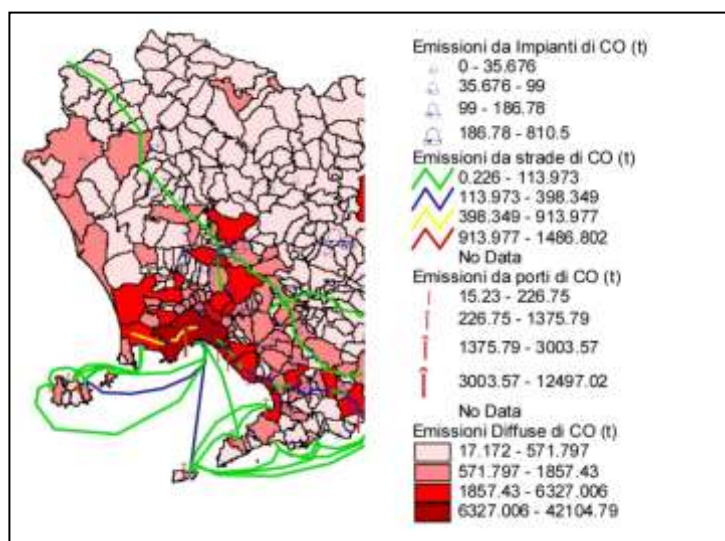 Emissioni da Impianti di CO (t)
0 - 35.676
35.676 - 99
99 - 186.78
186.78 - 810.5
Emissioni da strade di CO (t)
0.226 - 113.973
113.973 - 398.349
398.349 - 913.977
913.977 - 1486.802
No Data
Emissioni da porti di CO (t)
15.23 - 226.75
226.75 - 1375.79
1375.79 - 3003.57
3003.57 - 12497.02
No Data
Emissioni Diffuse di CO (t)
17.172 - 571.797
571.797 - 1857.43
1857.43 - 6327.006
6327.006 - 42104.79